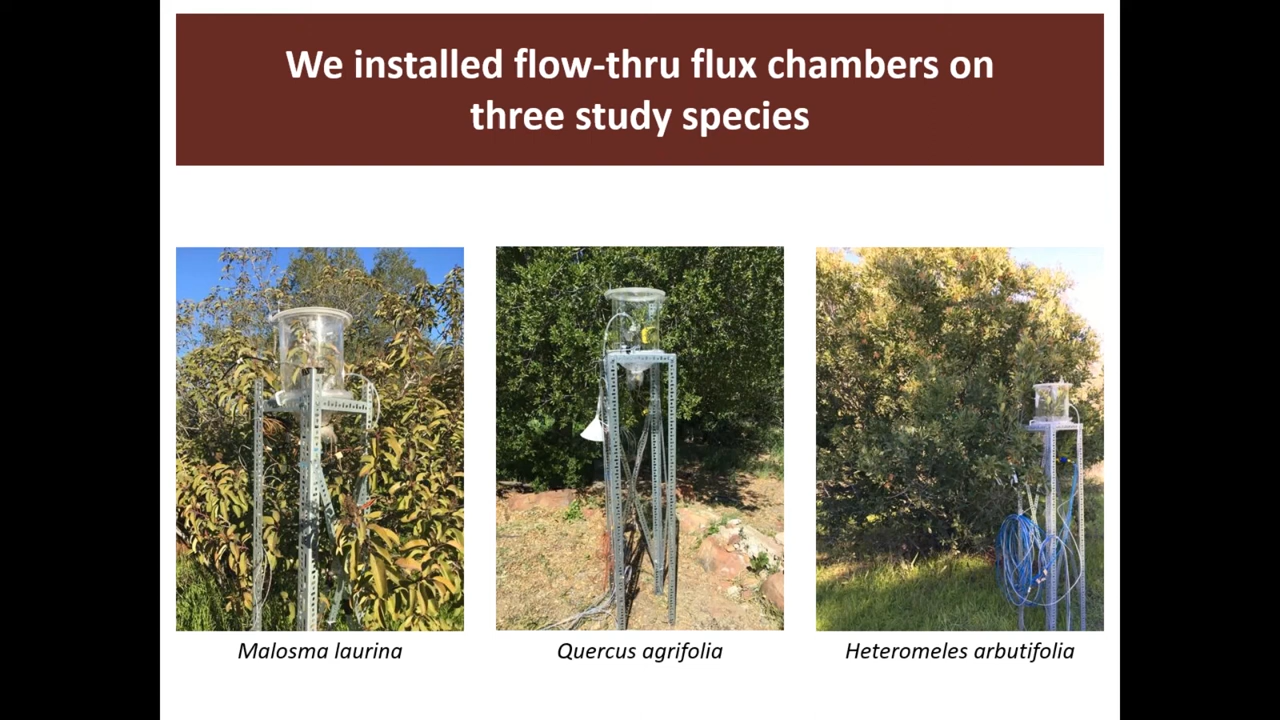 We installed flow-thru flux chambers on
three study species
Malosma laurina
Quercus agrifolia
Heteromeles arbutifolia